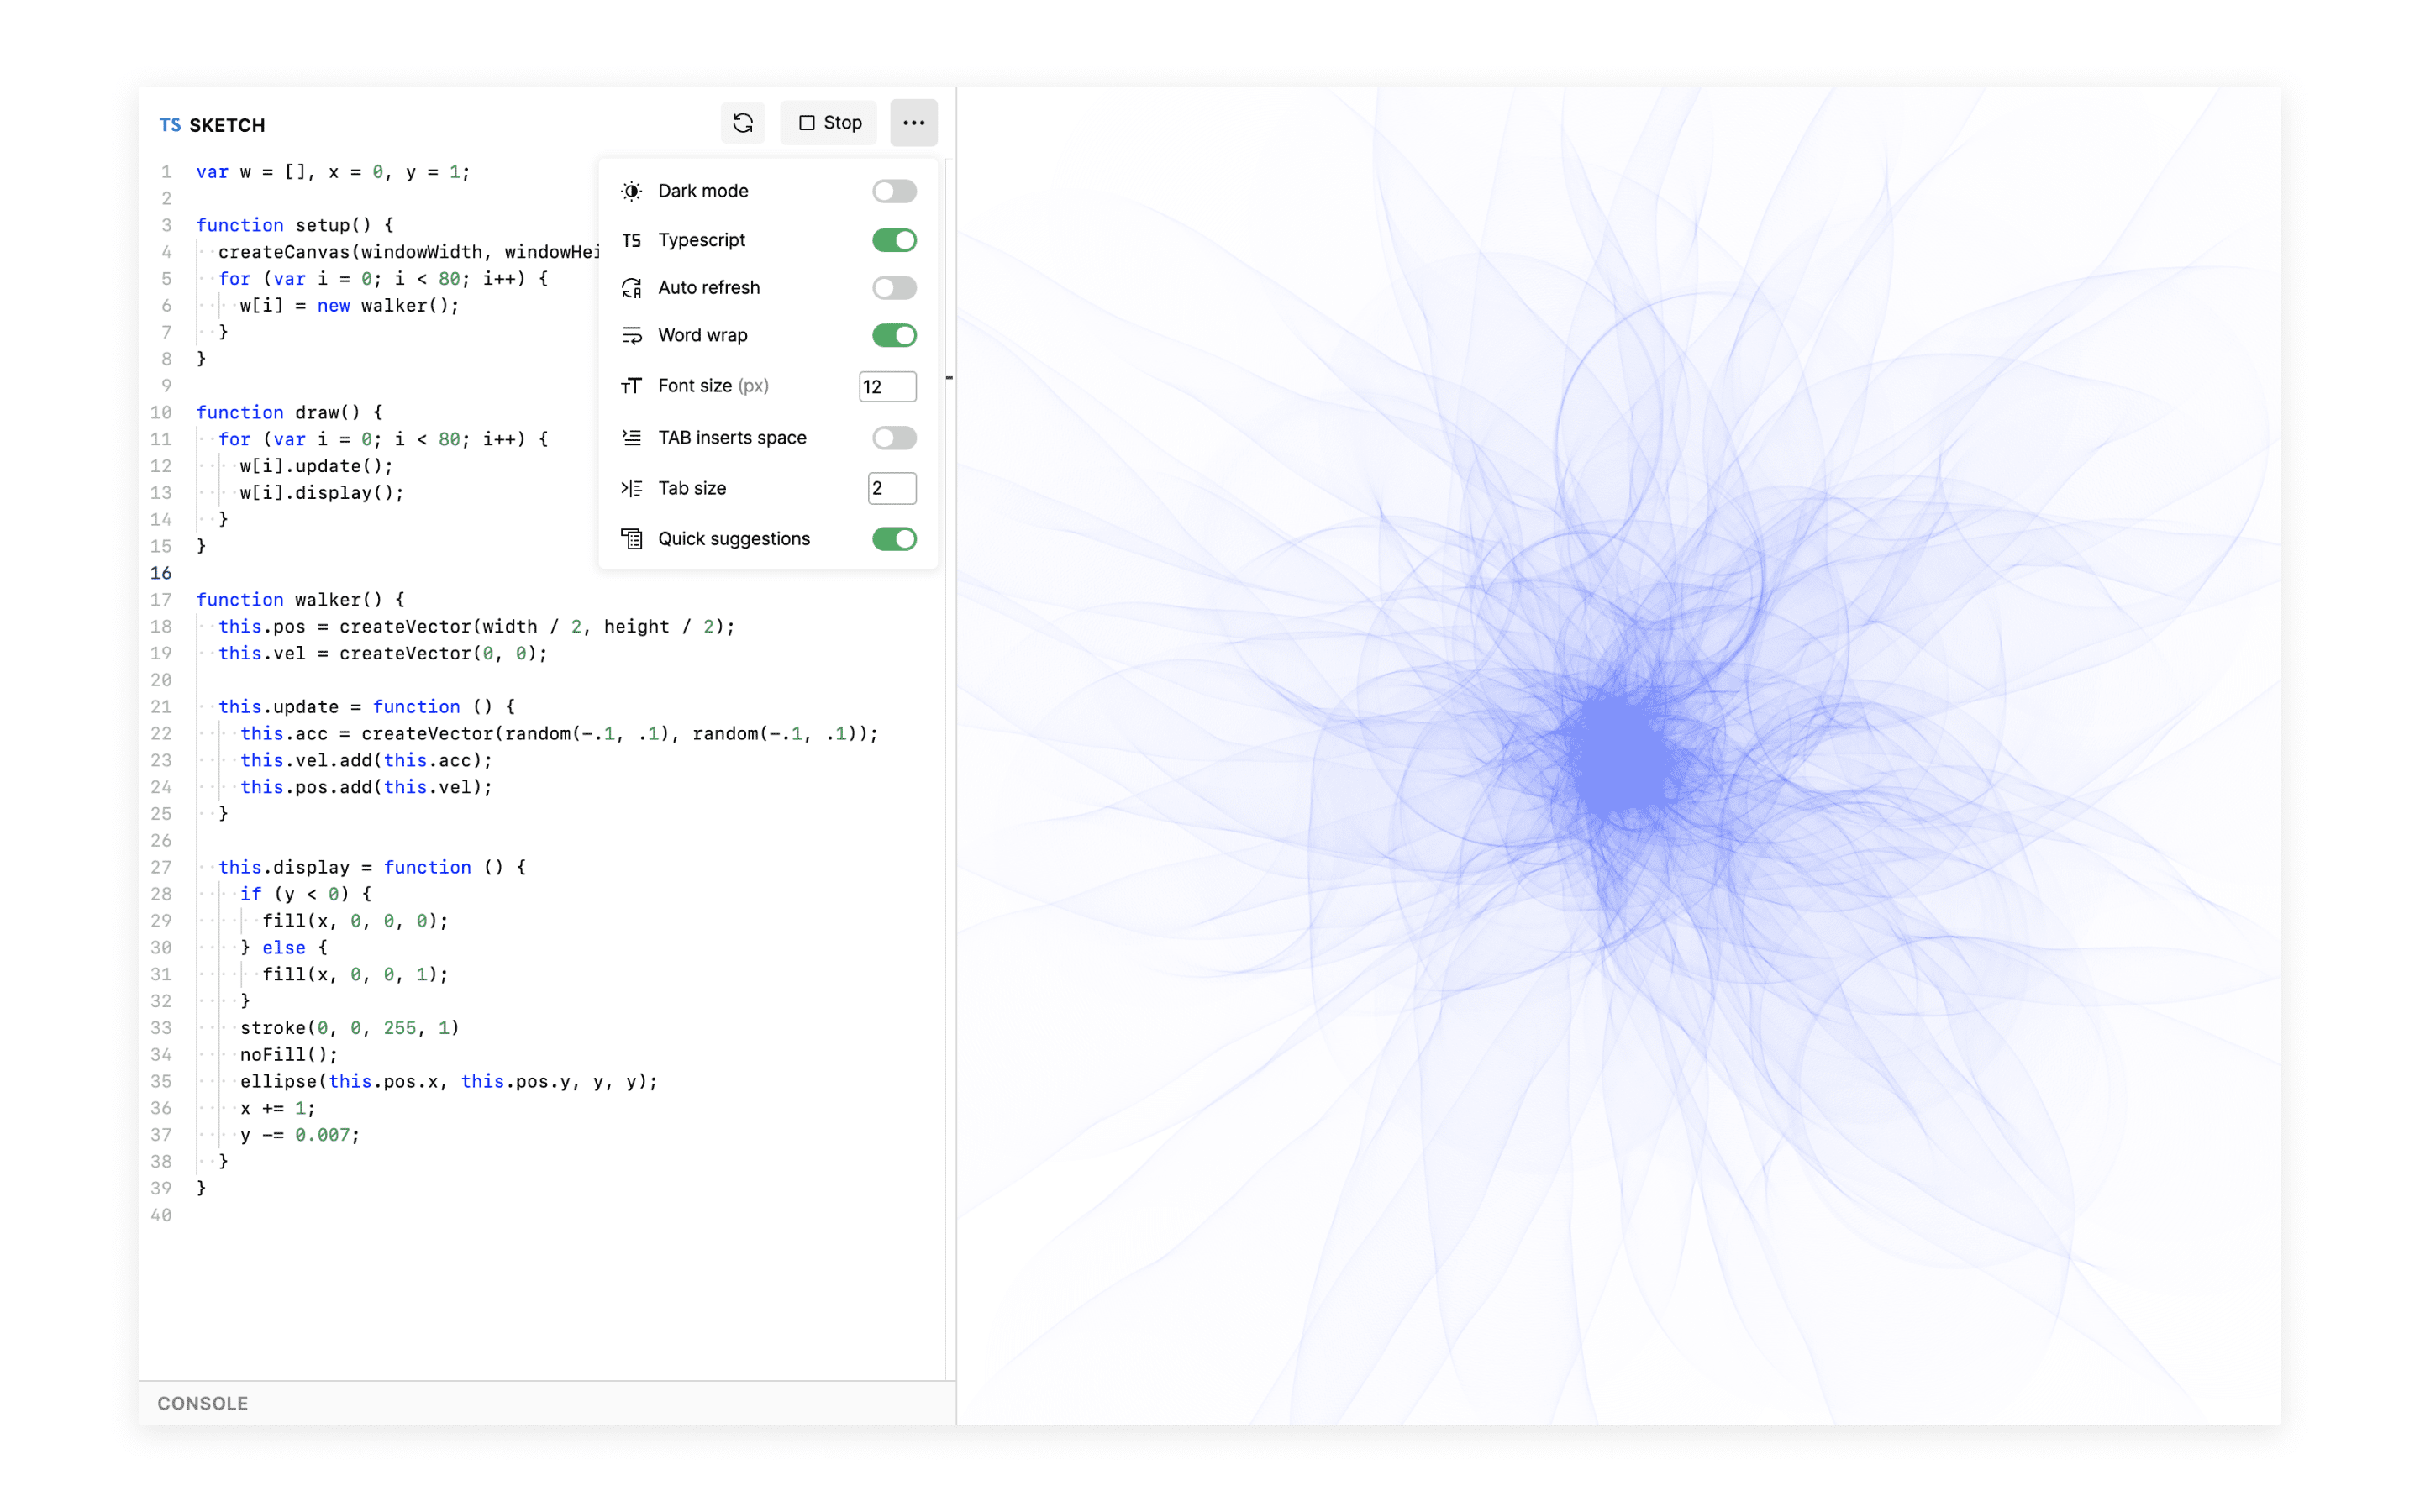 TS SKETCH
Stop
1 var w = [], x = 0, y = 1;
2
3 function setup() {
4 createCanvas(windowWidth, windowHei
5 for (var i = 0; i < 80; i++) {
6 w[i] = new walker();
7 }
8 }
9
10 function draw() {
11 for (var i = 0; i < 80; i++) {
12 w[i].update();
13 w[i].display();
14 }
15 }
16
17 function walker() {
18 this.pos = createVector(width / 2, height / 2);
19 this.vel = createVector(0, 0);
20
21 this.update = function () {
22 this.acc = createVector(random(-.1, .1), random(-.1, .1));
23 this.vel.add(this.acc);
24 this.pos.add(this.vel);
25 }
26
27 this.display = function () {
28 if (y < 0) {
29 fill(x, 0, 0, 0);
30 } else {
31 fill(x, 0, 0, 1);
32 }
33 stroke(0, 0, 255, 1)
34 noFill();
35 ellipse(this.pos.x, this.pos.y, y, y);
36 x += 1;
37 y -= 0.007;
38 }
39 }
40
Dark mode
TS Typescript
Auto refresh
Word wrap
TT Font size (px) 12
TAB inserts space
Tab size 2
Quick suggestions
CONSOLE